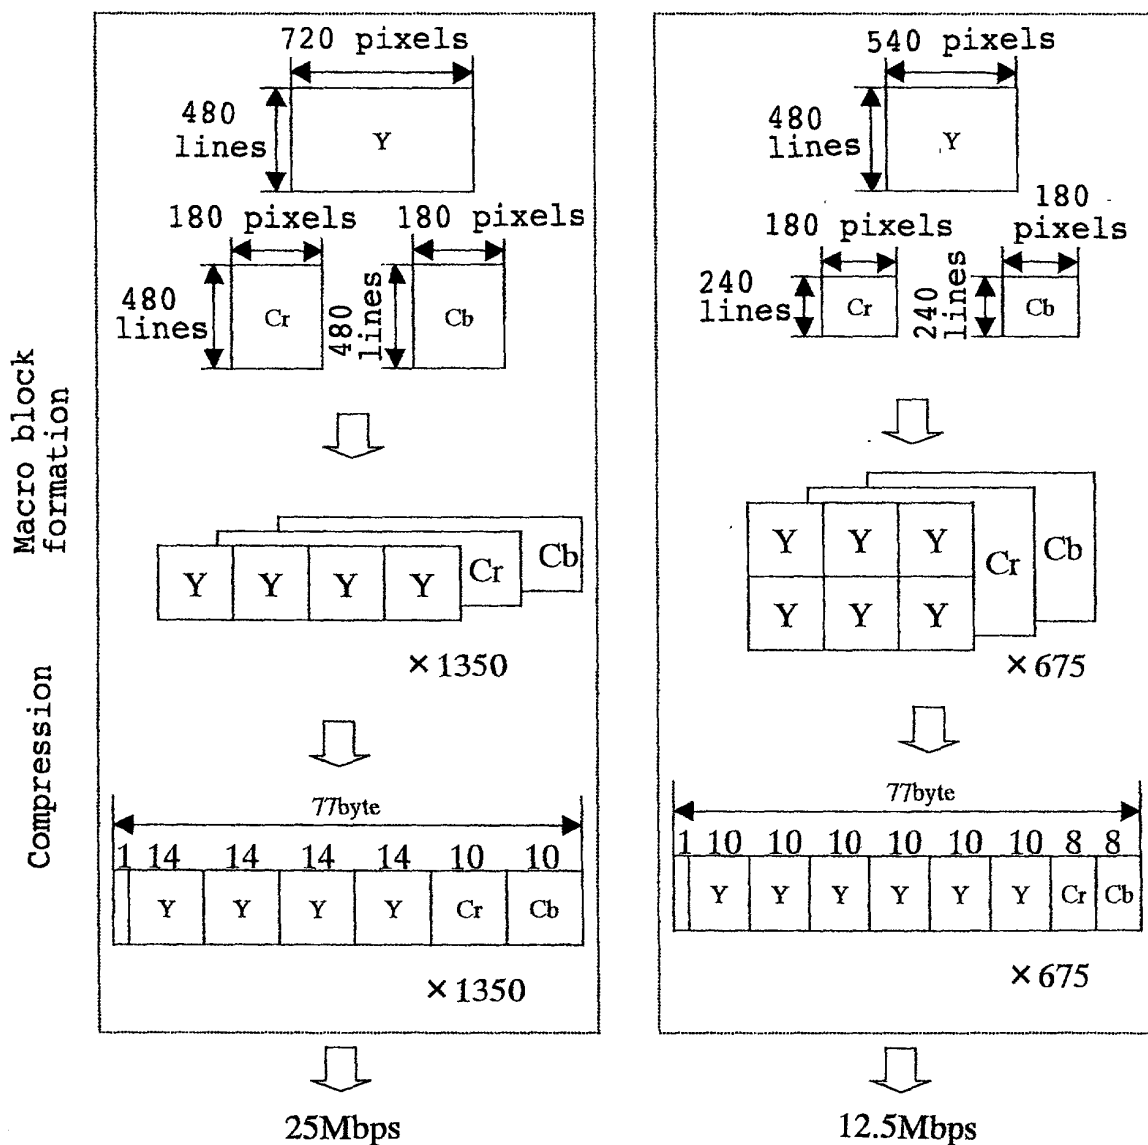 720 pixels
480
lines
Y
180 pixels
180 pixels
480
lines
Cr
480
lines
Cb
Macro block
formation
Y Y Y Y Cr Cb
×1350
Compression
77byte
1 14 14 14 14 10 10
Y Y Y Y Cr Cb
×1350
25Mbps
540 pixels
480
lines
Y
180 pixels
180
pixels
240
lines
Cr
240
lines
Cb
Y Y Y
Cr Cb
Y Y Y
×675
77byte
1 10 10 10 10 10 10 8 8
Y Y Y Y Y Y Cr Cb
×675
12.5Mbps